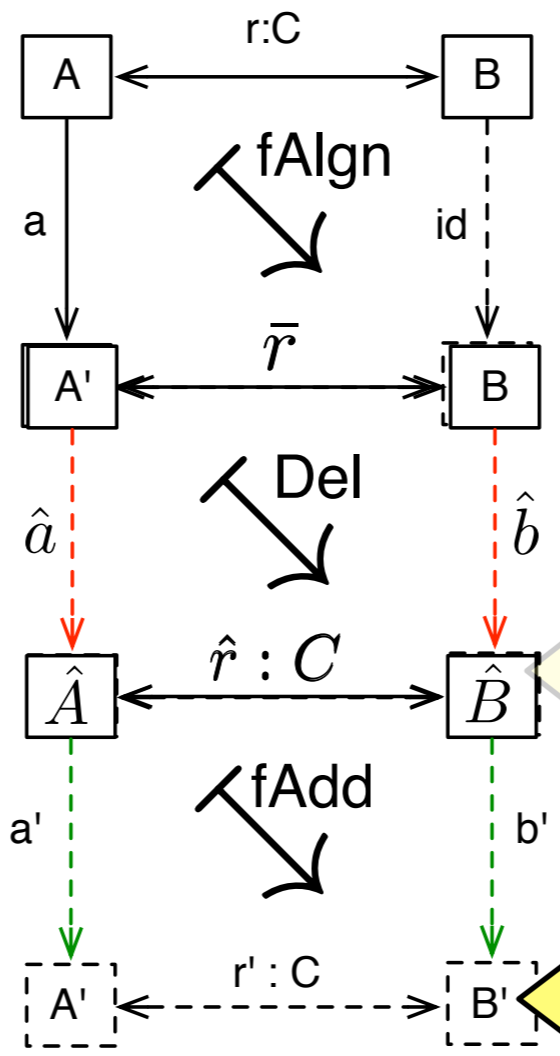 r:C
A B
fAlgn
a id
r̄
A' B
Del
â b̂
Â r̂ : C B̂
fAdd
a' b'
r' : C
A' B'